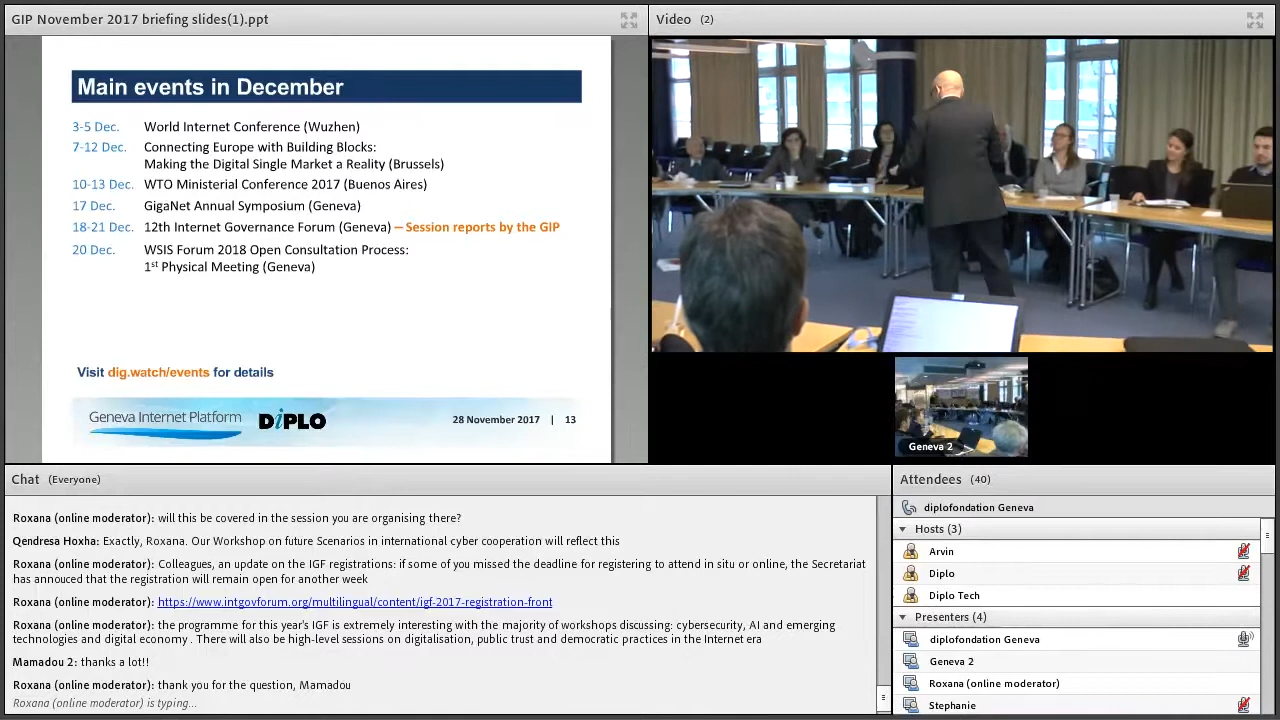 GIP November 2017 briefing slides(1).ppt
Main events in December
3-5 Dec. World Internet Conference (Wuzhen)
7-12 Dec. Connecting Europe with Building Blocks:
Making the Digital Single Market a Reality (Brussels)
10-13 Dec. WTO Ministerial Conference 2017 (Buenos Aires)
17 Dec. GigaNet Annual Symposium (Geneva)
18-21 Dec. 12th Internet Governance Forum (Geneva) – Session reports by the GIP
20 Dec. WSIS Forum 2018 Open Consultation Process:
1st Physical Meeting (Geneva)
Visit dig.watch/events for details
Geneva Internet Platform DiPLO 28 November 2017 | 13
Video (2)
Geneva 2
Chat (Everyone)
Roxana (online moderator): will this be covered in the session you are organising there?
Qendresa Hoxha: Exactly, Roxana. Our Workshop on future Scenarios in international cyber cooperation will reflect this
Roxana (online moderator): Colleagues, an update on the IGF registrations: if some of you missed the deadline for registering to attend in situ or online, the Secretariat
has annouced that the registration will remain open for another week
Roxana (online moderator): https://www.intgovforum.org/multilingual/content/igf-2017-registration-front
Roxana (online moderator): the programme for this year's IGF is extremely interesting with the majority of workshops discussing: cybersecurity, AI and emerging
technologies and digital economy . There will also be high-level sessions on digitalisation, public trust and democratic practices in the Internet era
Mamadou 2: thanks a lot!!
Roxana (online moderator): thank you for the question, Mamadou
Roxana (online moderator) is typing...
Attendees (40)
diplofondation Geneva
Hosts (3)
Arvin
Diplo
Diplo Tech
Presenters (4)
diplofondation Geneva
Geneva 2
Roxana (online moderator)
Stephanie